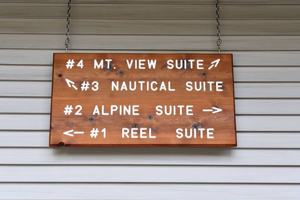 #4 MT. VIEW SUITE ↗
↖ #3 NAUTICAL SUITE
#2 ALPINE SUITE →
← #1 REEL SUITE